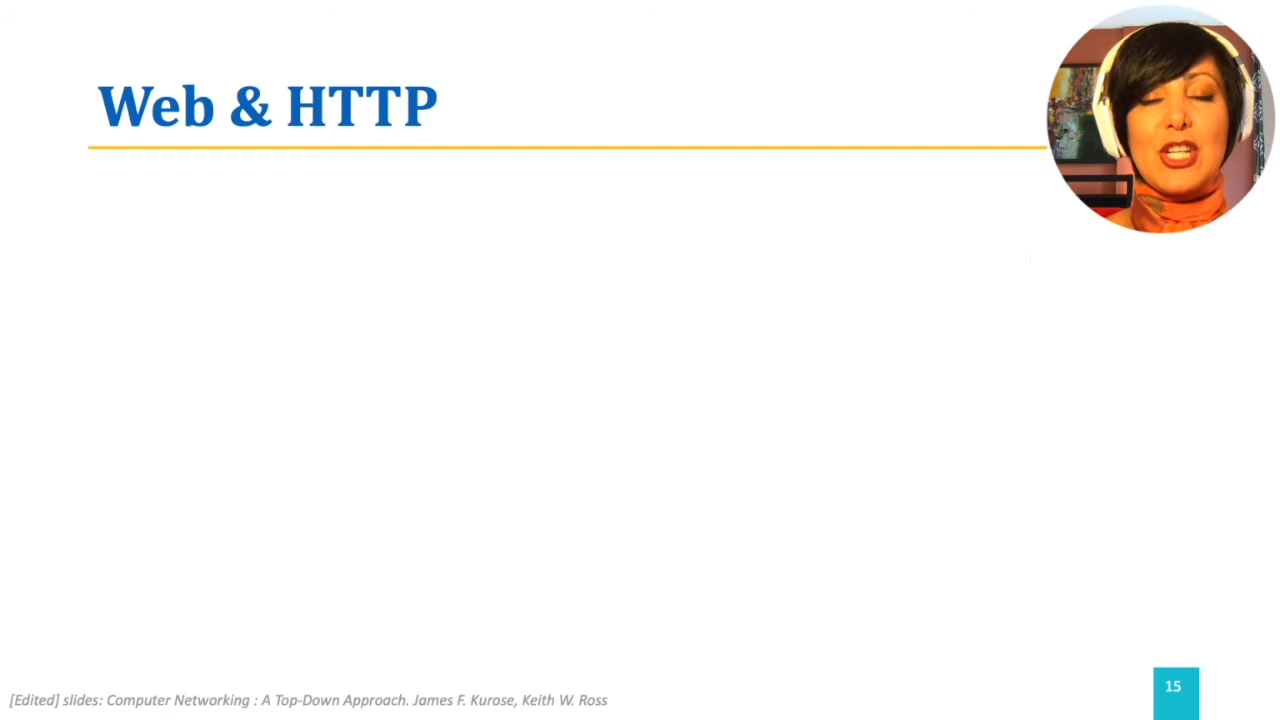 Web & HTTP
[Edited] slides: Computer Networking : A Top-Down Approach. James F. Kurose, Keith W. Ross
15